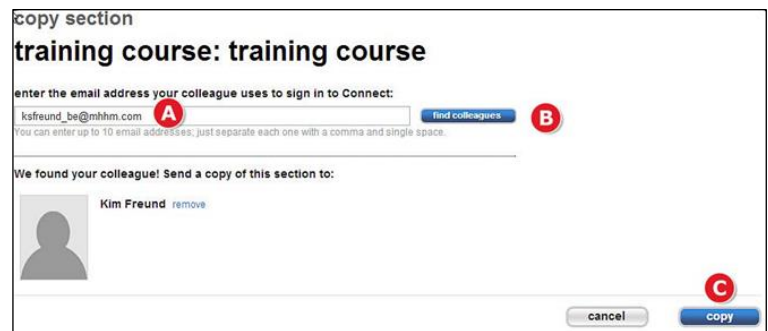 copy section
training course: training course
enter the email address your colleague uses to sign in to Connect:
ksfreund_be@mhhm.com A find colleagues B
You can enter up to 10 email addresses; just separate each one with a comma and single space.
We found your colleague! Send a copy of this section to:
Kim Freund remove
C
cancel copy